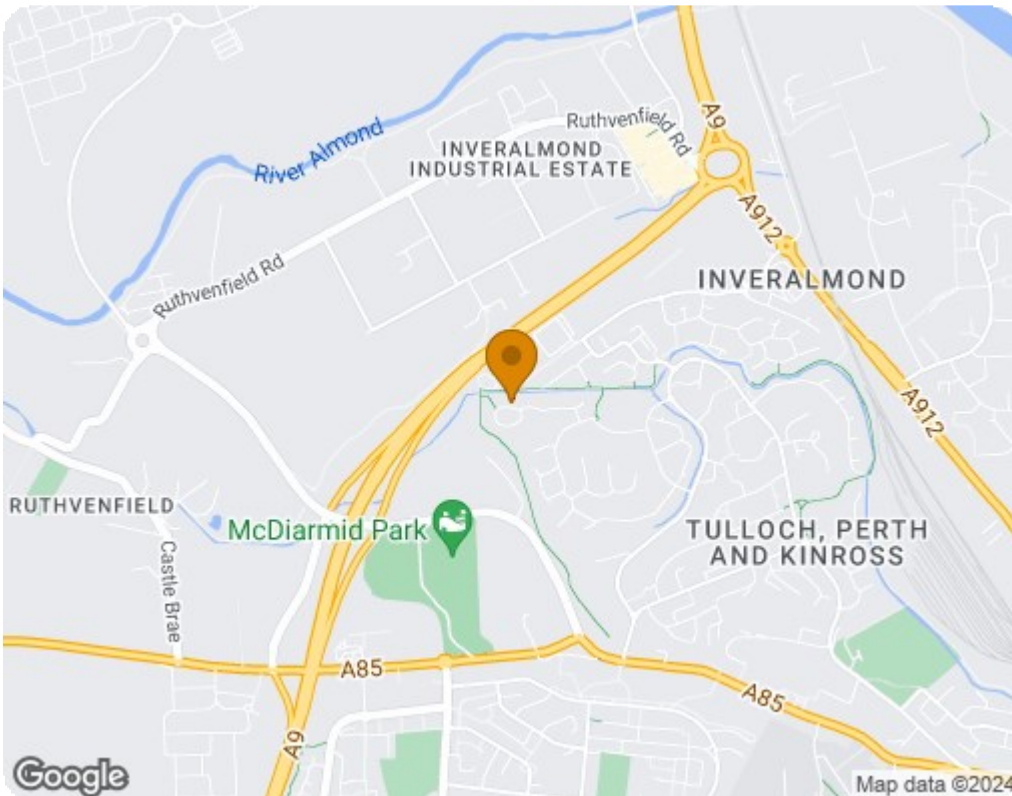 A9
Ruthvenfield Rd
River Almond
INVERALMOND
INDUSTRIAL ESTATE
A912
INVERALMOND
Ruthvenfield Rd
A912
RUTHVENFIELD
McDiarmid Park
TULLOCH, PERTH
AND KINROSS
Castle Brae
A85
A85
A9
Google
Map data ©2024